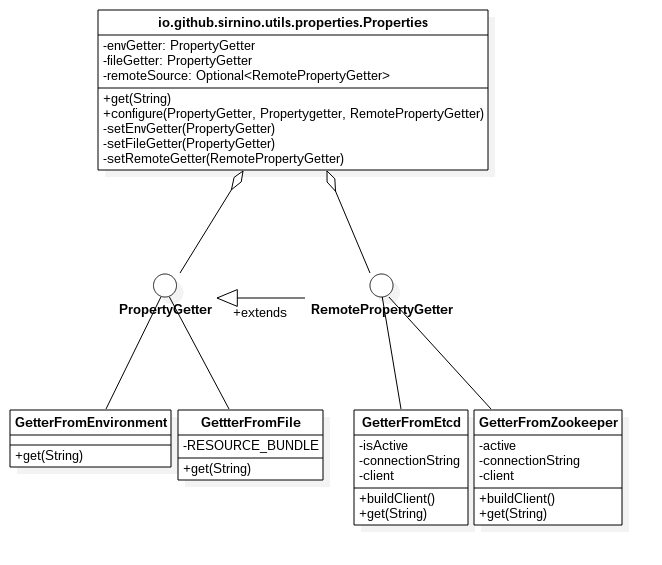 io.github.sirnino.utils.properties.Properties
-envGetter: PropertyGetter
-fileGetter: PropertyGetter
-remoteSource: Optional<RemotePropertyGetter>
+get(String)
+configure(PropertyGetter, Propertygetter, RemotePropertyGetter)
-setEnvGetter(PropertyGetter)
-setFileGetter(PropertyGetter)
-setRemoteGetter(RemotePropertyGetter)
PropertyGetter
+extends
RemotePropertyGetter
GetterFromEnvironment
+get(String)
GettterFromFile
-RESOURCE_BUNDLE
+get(String)
GetterFromEtcd
-isActive
-connectionString
-client
+buildClient()
+get(String)
GetterFromZookeeper
-active
-connectionString
-client
+buildClient()
+get(String)